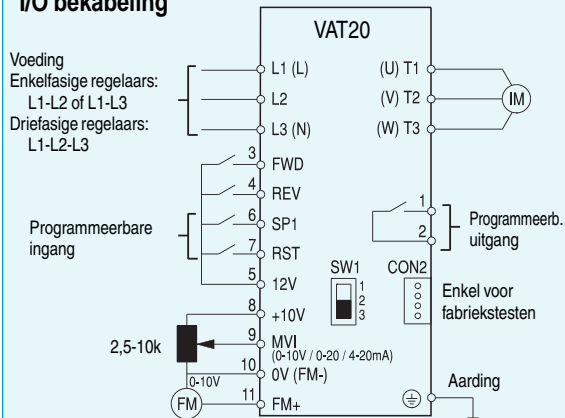 I/O bekabeling
VAT20
Voeding
Enkelfasige regelaars:
L1-L2 of L1-L3
Driefasige regelaars:
L1-L2-L3
L1 (L)
L2
L3 (N)
(U) T1
(V) T2
(W) T3
IM
3 FWD
4 REV
6 SP1
7 RST
5 12V
Programmeerbare
ingang
1
2
Programmeerb.
uitgang
SW1
1
2
3
CON2
Enkel voor
fabriekstesten
8 +10V
9 MVI
(0-10V / 0-20 / 4-20mA)
10 0V (FM-)
11 FM+
2,5-10k
0-10V
FM
Aarding